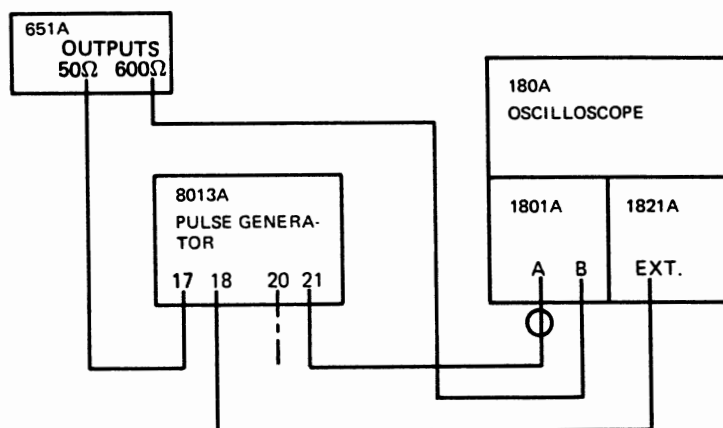 651A
OUTPUTS
50Ω 600Ω
180A
OSCILLOSCOPE
8013A
PULSE GENERA-
TOR
17 18 20 21
1801A
A B
1821A
EXT.